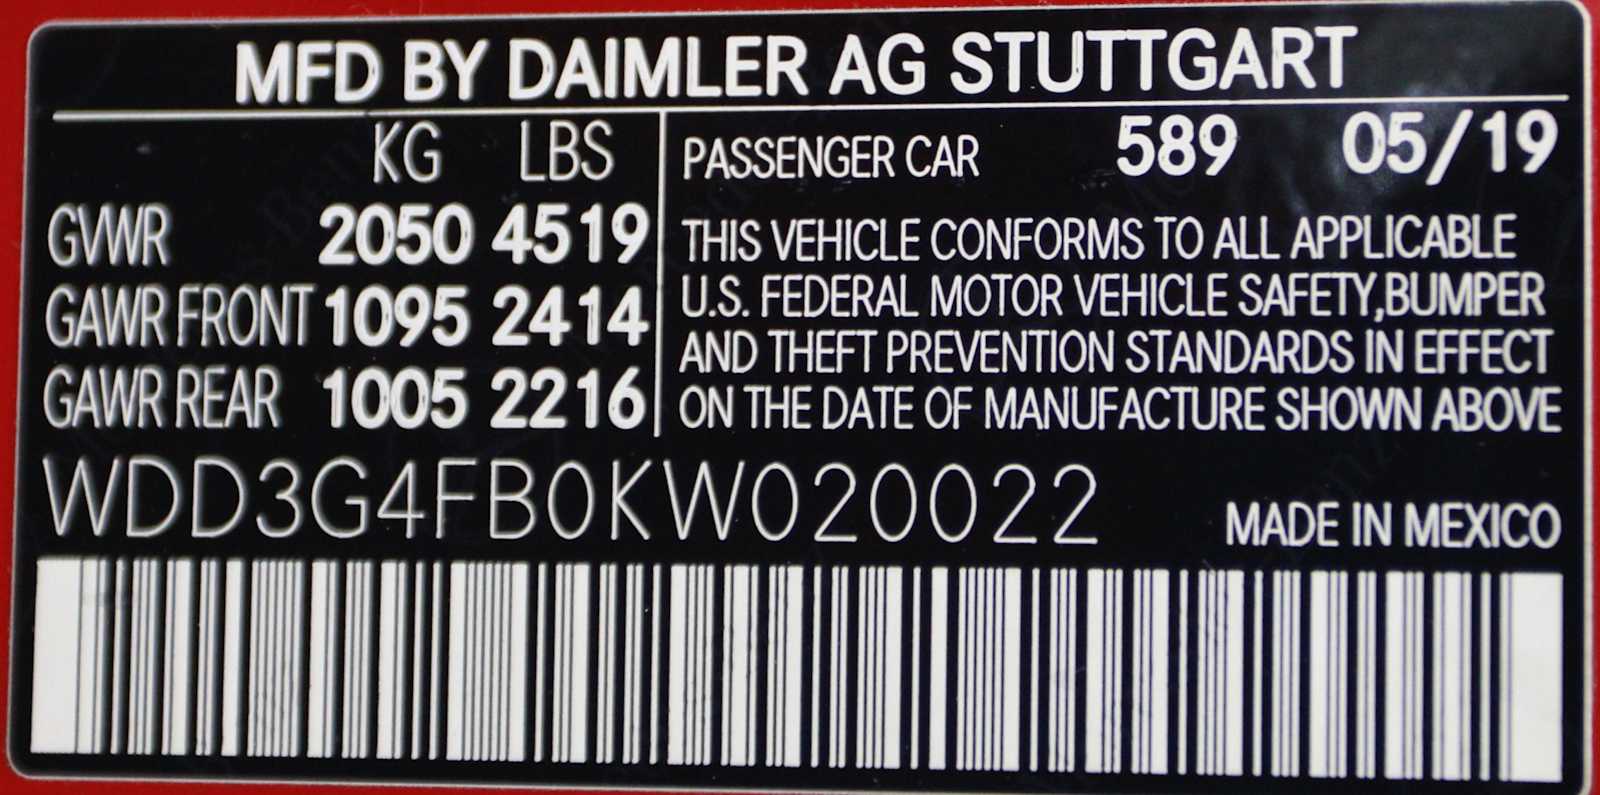 MFD BY DAIMLER AG STUTTGART
KG LBS
GVWR 2050 4519
GAWR FRONT 1095 2414
GAWR REAR 1005 2216
PASSENGER CAR 589 05/19
THIS VEHICLE CONFORMS TO ALL APPLICABLE
U.S. FEDERAL MOTOR VEHICLE SAFETY,BUMPER
AND THEFT PREVENTION STANDARDS IN EFFECT
ON THE DATE OF MANUFACTURE SHOWN ABOVE
WDD3G4FB0KW020022
MADE IN MEXICO